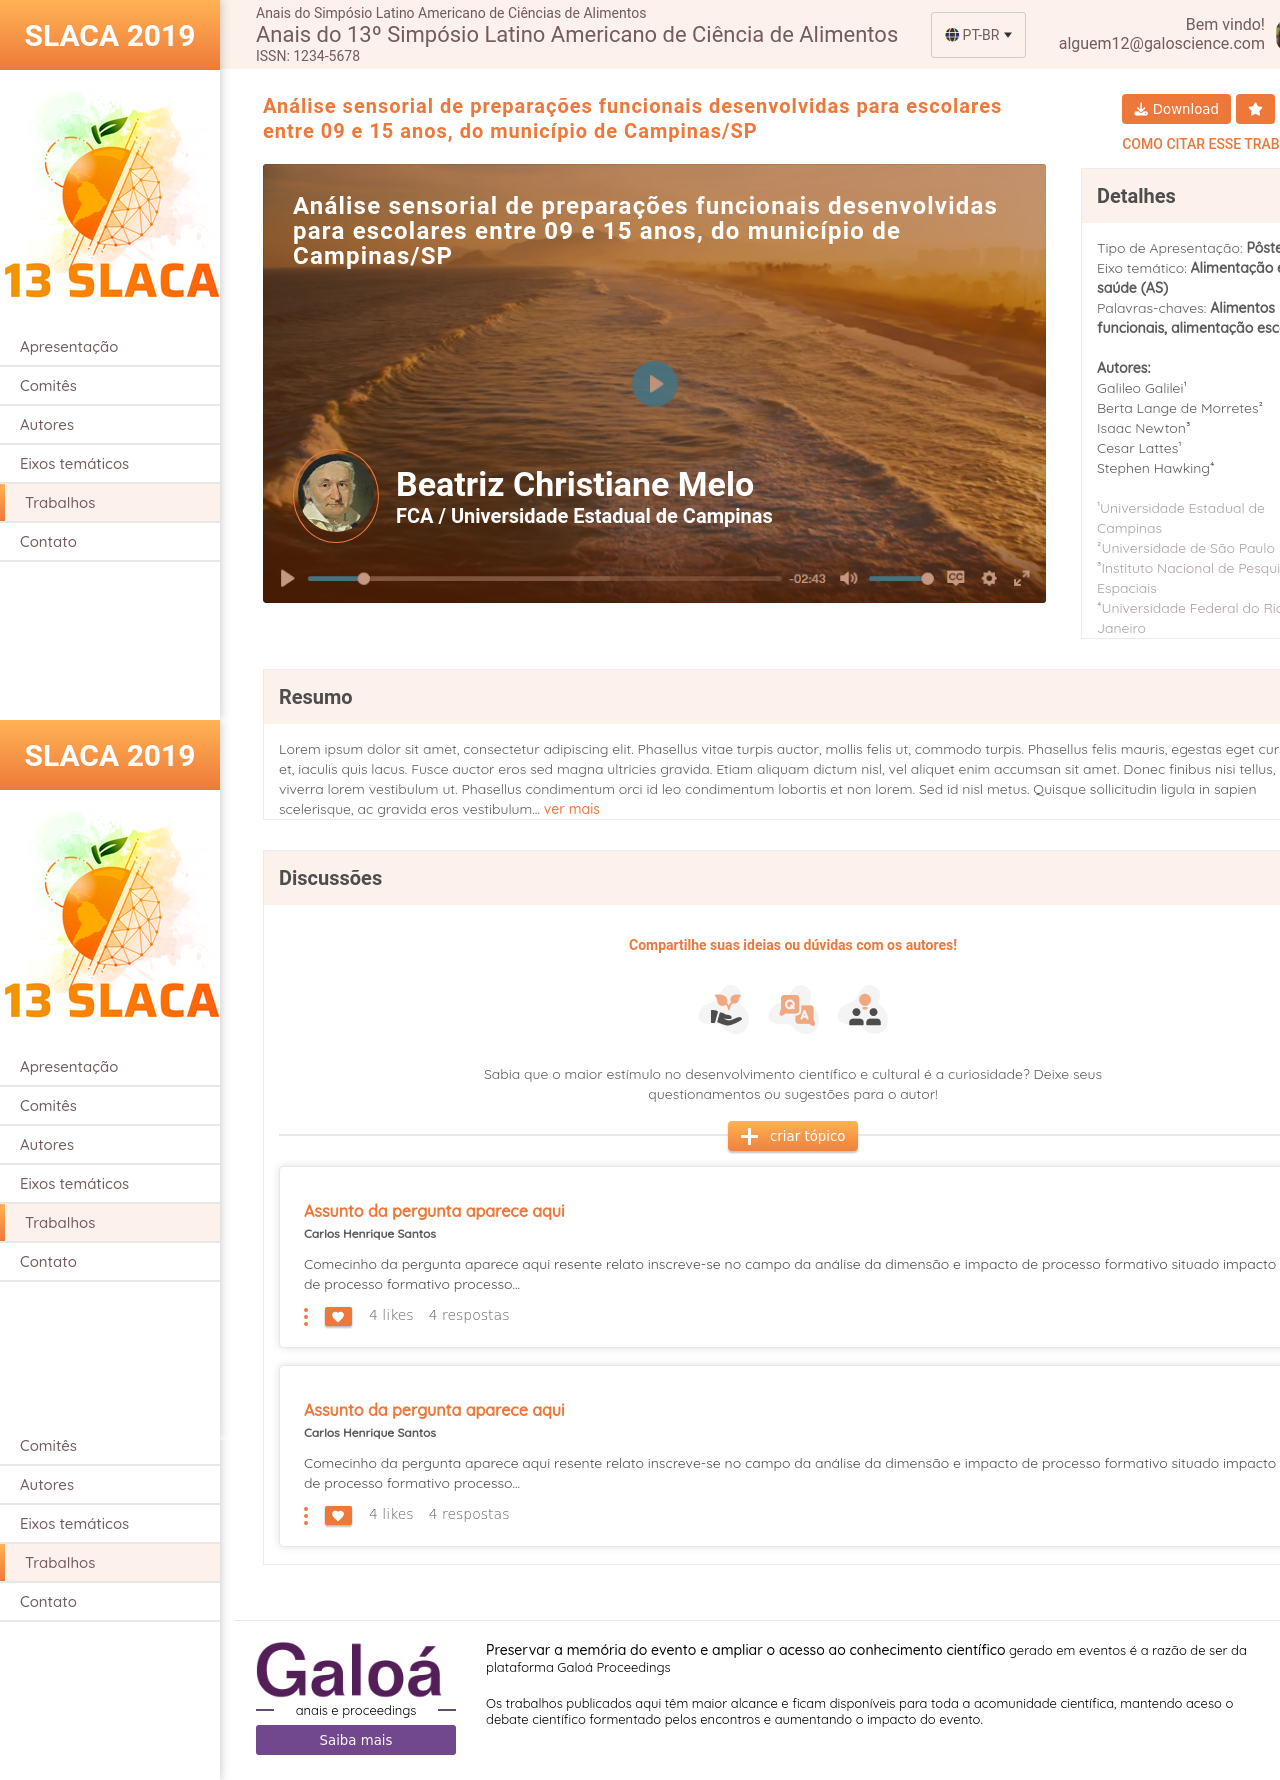 SLACA 2019
13 SLACA
Apresentação
Comitês
Autores
Eixos temáticos
Trabalhos
Contato
SLACA 2019
13 SLACA
Apresentação
Comitês
Autores
Eixos temáticos
Trabalhos
Contato
Comitês
Autores
Eixos temáticos
Trabalhos
Contato
Anais do Simpósio Latino Americano de Ciências de Alimentos
Anais do 13º Simpósio Latino Americano de Ciência de Alimentos
ISSN: 1234-5678
PT-BR
Bem vindo!
alguem12@galoscience.com
Análise sensorial de preparações funcionais desenvolvidas para escolares
entre 09 e 15 anos, do município de Campinas/SP
Download
COMO CITAR ESSE TRAB
Análise sensorial de preparações funcionais desenvolvidas
para escolares entre 09 e 15 anos, do município de
Campinas/SP
Beatriz Christiane Melo
FCA / Universidade Estadual de Campinas
-02:43
CC
Detalhes
Tipo de Apresentação: Pôste
Eixo temático: Alimentação e
saúde (AS)
Palavras-chaves: Alimentos
funcionais, alimentação esc
Autores:
Galileo Galilei¹
Berta Lange de Morretes²
Isaac Newton³
Cesar Lattes¹
Stephen Hawking⁴
¹Universidade Estadual de
Campinas
²Universidade de São Paulo
³Instituto Nacional de Pesqui
Espaciais
⁴Universidade Federal do Rio
Janeiro
Resumo
Lorem ipsum dolor sit amet, consectetur adipiscing elit. Phasellus vitae turpis auctor, mollis felis ut, commodo turpis. Phasellus felis mauris, egestas eget cur
et, iaculis quis lacus. Fusce auctor eros sed magna ultricies gravida. Etiam aliquam dictum nisl, vel aliquet enim accumsan sit amet. Donec finibus nisi tellus,
viverra lorem vestibulum ut. Phasellus condimentum orci id leo condimentum lobortis et non lorem. Sed id nisl metus. Quisque sollicitudin ligula in sapien
scelerisque, ac gravida eros vestibulum... ver mais
Discussões
Compartilhe suas ideias ou dúvidas com os autores!
Q A
Sabia que o maior estímulo no desenvolvimento científico e cultural é a curiosidade? Deixe seus
questionamentos ou sugestões para o autor!
criar tópico
Assunto da pergunta aparece aqui
Carlos Henrique Santos
Comecinho da pergunta aparece aqui resente relato inscreve-se no campo da análise da dimensão e impacto de processo formativo situado impacto
de processo formativo processo...
4 likes 4 respostas
Assunto da pergunta aparece aqui
Carlos Henrique Santos
Comecinho da pergunta aparece aqui resente relato inscreve-se no campo da análise da dimensão e impacto de processo formativo situado impacto
de processo formativo processo...
4 likes 4 respostas
Galoá
anais e proceedings
Saiba mais
Preservar a memória do evento e ampliar o acesso ao conhecimento científico gerado em eventos é a razão de ser da
plataforma Galoá Proceedings
Os trabalhos publicados aqui têm maior alcance e ficam disponíveis para toda a acomunidade científica, mantendo aceso o
debate científico formentado pelos encontros e aumentando o impacto do evento.